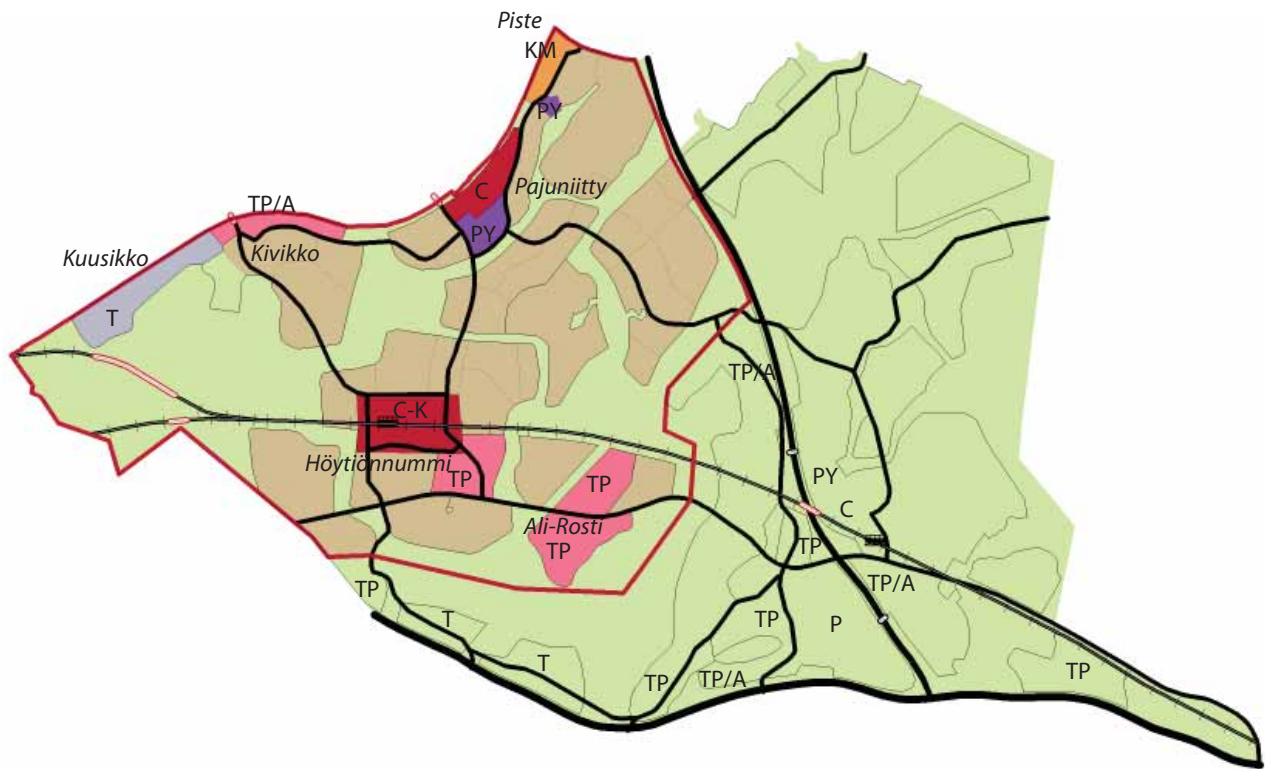 Piste
KM
PY
C
Pajuniitty
TP/A
PY
Kivikko
Kuusikko
T
TP/A
C-K
Höytiönnummi
TP
TP
PY
C
Ali-Rosti
TP
TP
TP/A
TP
T
TP
P
T
TP
TP/A
TP